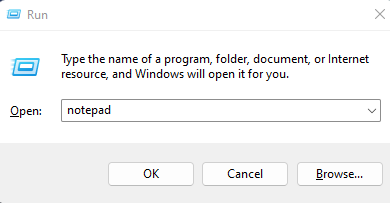 Run
Type the name of a program, folder, document, or Internet
resource, and Windows will open it for you.
Open: notepad
OK Cancel Browse...